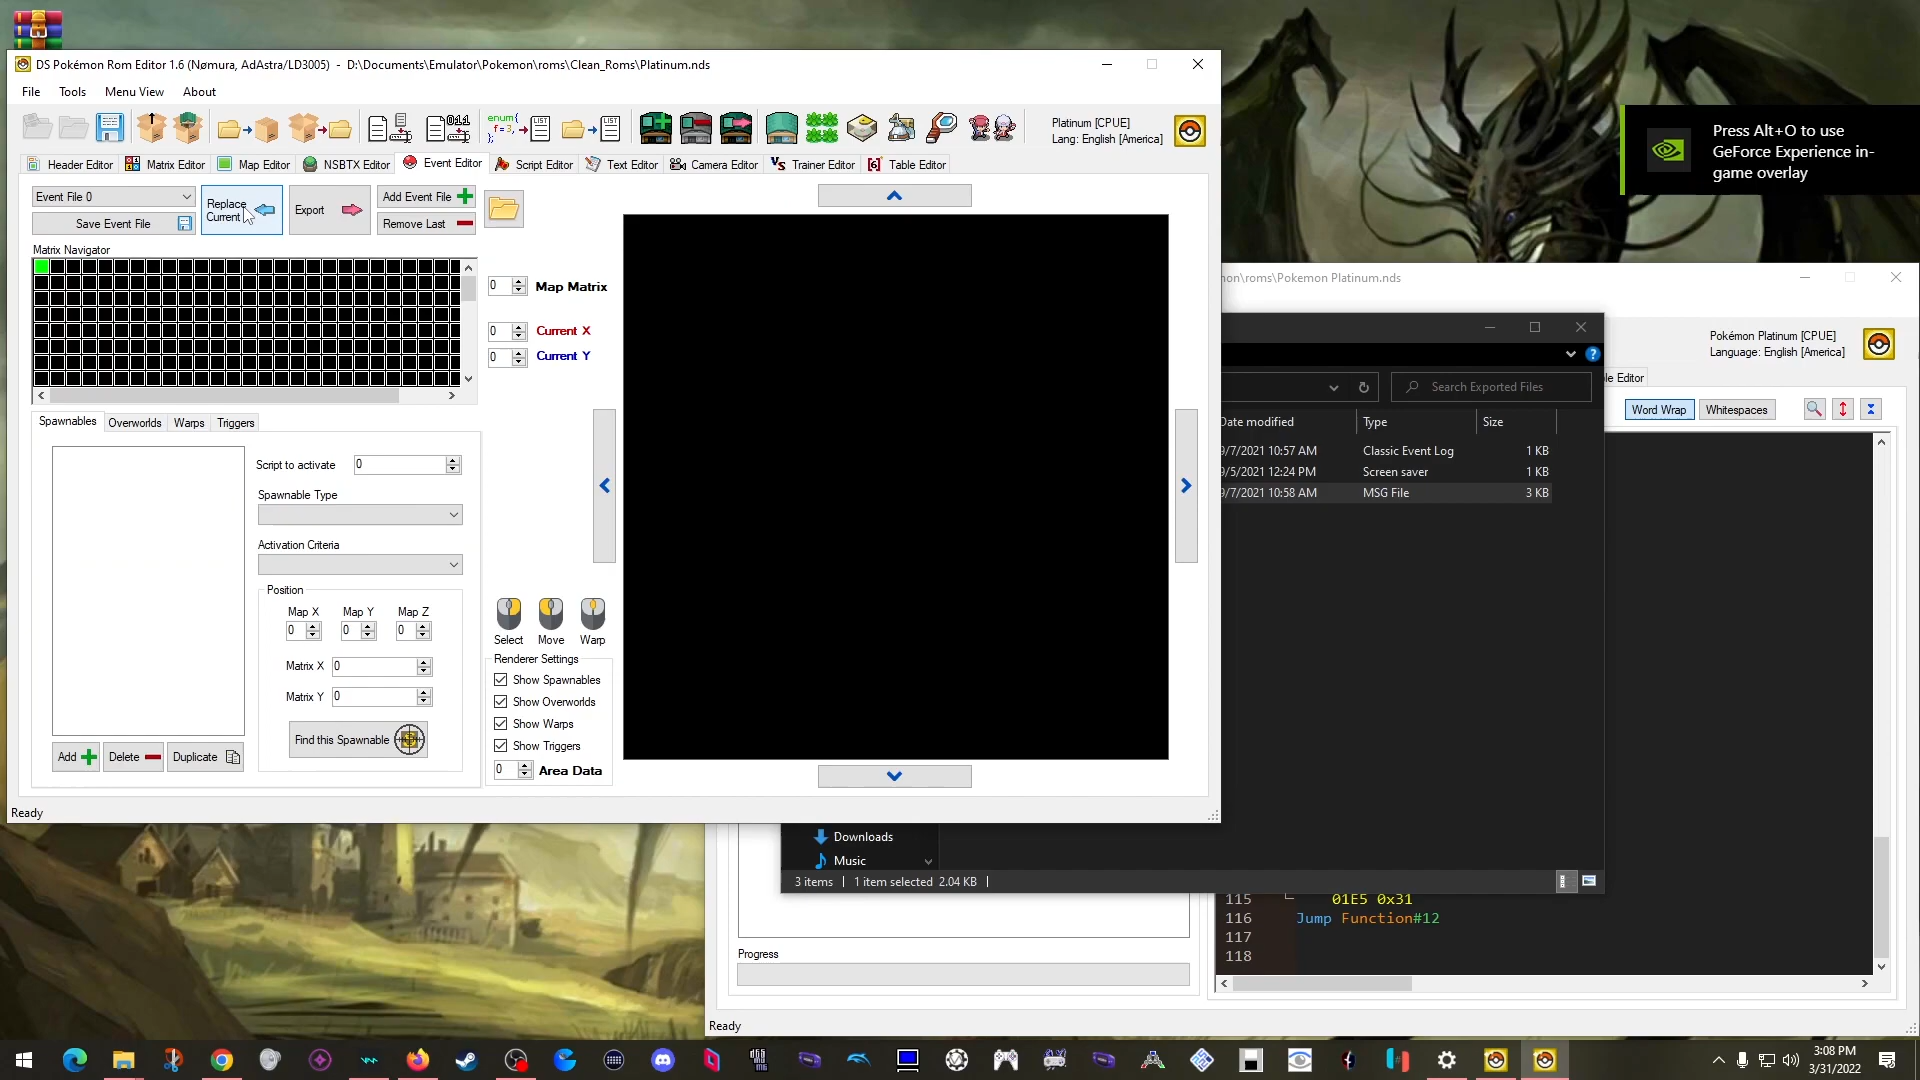 DS Pokémon Rom Editor 1.6 (Nømura, AdAstra/LD3005)  -  D:\Documents\Emulator\Pokemon\roms\Clean_Roms\Platinum.nds
File Tools Menu View About
Platinum [CPUE]
Lang: English [America]
Header Editor Matrix Editor Map Editor NSBTX Editor Event Editor Script Editor Text Editor Camera Editor Trainer Editor Table Editor
Event File 0
Save Event File
Replace
Current
Export
Add Event File
Remove Last
Matrix Navigator
0 Map Matrix
0 Current X
0 Current Y
Spawnables Overworlds Warps Triggers
Script to activate 0
Spawnable Type
Activation Criteria
Position
Map X Map Y Map Z
0 0 0
Matrix X 0
Matrix Y 0
Find this Spawnable
Add Delete Duplicate
Select Move Warp
Renderer Settings
Show Spawnables
Show Overworlds
Show Warps
Show Triggers
0 Area Data
Ready
Press Alt+O to use
GeForce Experience in-
game overlay
\roms\Pokemon Platinum.nds
Pokémon Platinum [CPUE]
Language: English [America]
Editor
Word Wrap Whitespaces
Search Exported Files
Date modified Type Size
9/7/2021 10:57 AM Classic Event Log 1 KB
9/5/2021 12:24 PM Screen saver 1 KB
9/7/2021 10:58 AM MSG File 3 KB
Downloads
Music
3 items 1 item selected 2.04 KB
115 01E5 0x31
116 Jump Function#12
117
118
Progress
Ready
3:08 PM
3/31/2022